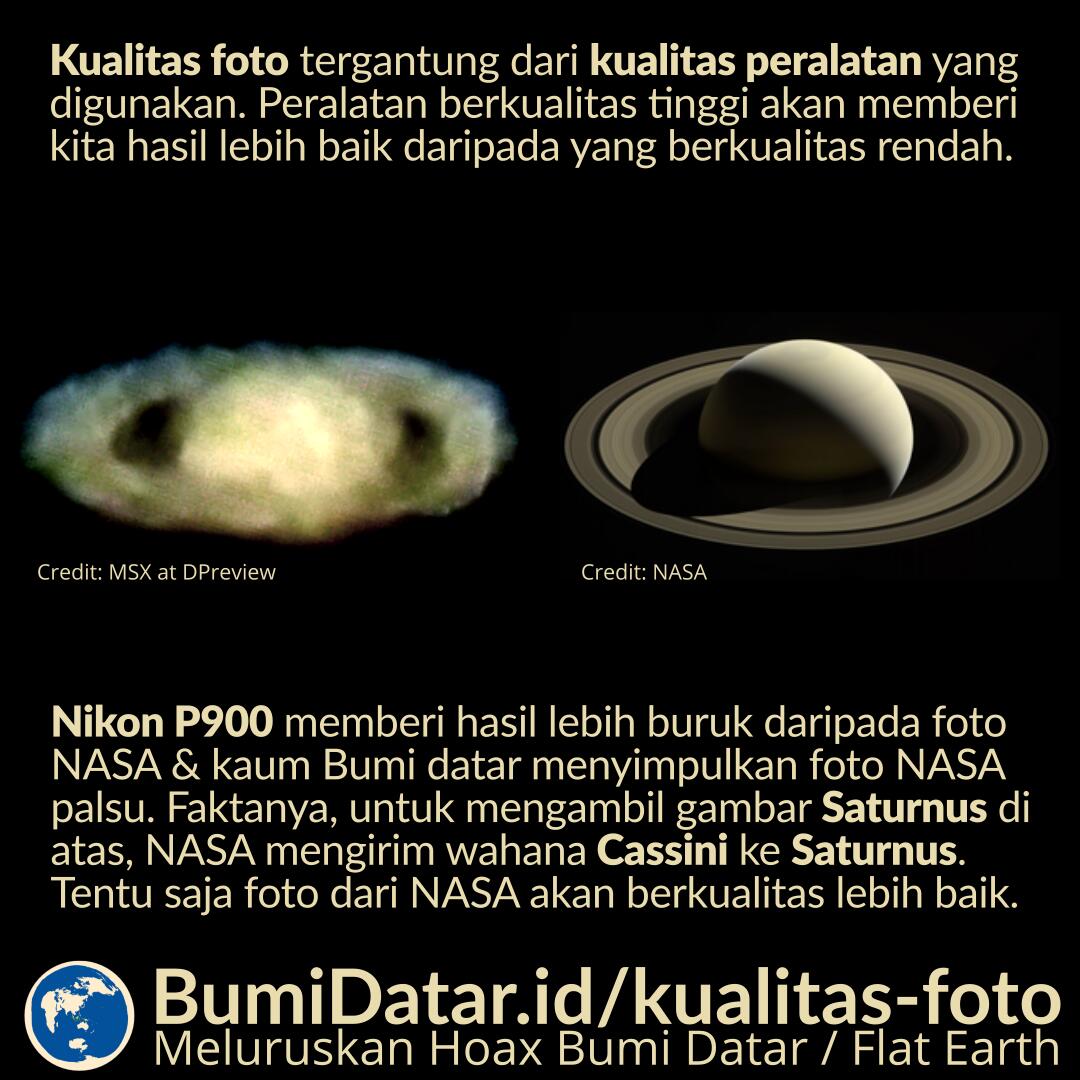 Kualitas foto tergantung dari kualitas peralatan yang
digunakan. Peralatan berkualitas tinggi akan memberi
kita hasil lebih baik daripada yang berkualitas rendah.
Credit: MSX at DPreview
Credit: NASA
Nikon P900 memberi hasil lebih buruk daripada foto
NASA & kaum Bumi datar menyimpulkan foto NASA
palsu. Faktanya, untuk mengambil gambar Saturnus di
atas, NASA mengirim wahana Cassini ke Saturnus.
Tentu saja foto dari NASA akan berkualitas lebih baik.
BumiDatar.id/kualitas-foto
Meluruskan Hoax Bumi Datar / Flat Earth